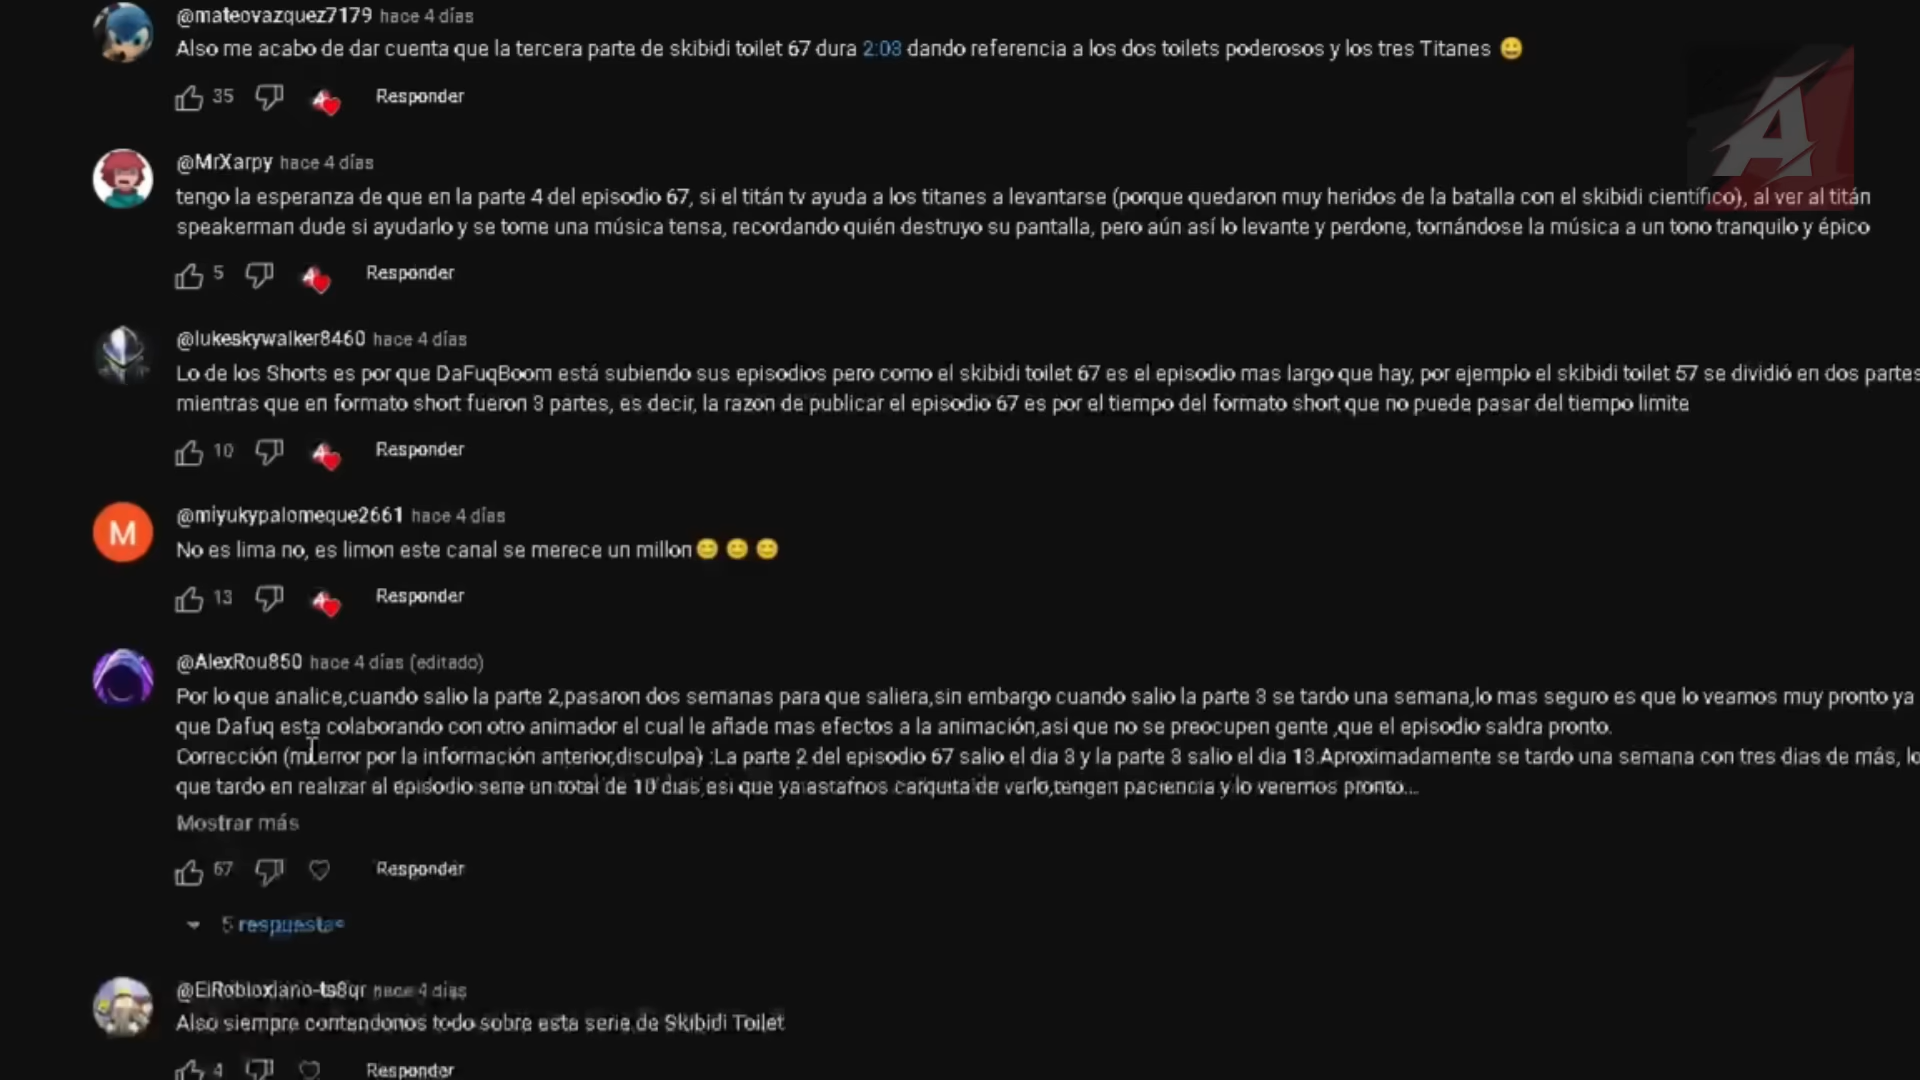 @mateovazquez7179 hace 4 días
Also me acabo de dar cuenta que la tercera parte de skibidi toilet 67 dura 2:03 dando referencia a los dos toilets poderosos y los tres Titanes 😀
35 Responder
A
@MrXarpy hace 4 días
tengo la esperanza de que en la parte 4 del episodio 67, si el titán tv ayuda a los titanes a levantarse (porque quedaron muy heridos de la batalla con el skibidi científico), al ver al titán
speakerman dude si ayudarlo y se tome una música tensa, recordando quién destruyo su pantalla, pero aún así lo levante y perdone, tornándose la música a un tono tranquilo y épico
5 Responder
@lukeskywalker8460 hace 4 días
Lo de los Shorts es por que DaFuqBoom está subiendo sus episodios pero como el skibidi toilet 67 es el episodio mas largo que hay, por ejemplo el skibidi toilet 57 se dividió en dos partes
mientras que en formato short fueron 3 partes, es decir, la razon de publicar el episodio 67 es por el tiempo del formato short que no puede pasar del tiempo limite
10 Responder
M
@miyukypalomeque2661 hace 4 días
No es lima no, es limon este canal se merece un millon😊 😊 😊
13 Responder
@AlexRou850 hace 4 días (editado)
Por lo que analice,cuando salio la parte 2,pasaron dos semanas para que saliera,sin embargo cuando salio la parte 3 se tardo una semana,lo mas seguro es que lo veamos muy pronto ya
que Dafuq esta colaborando con otro animador el cual le añade mas efectos a la animación,asi que no se preocupen gente ,que el episodio saldra pronto.
Corrección (mi error por la información anterior,disculpa) :La parte 2 del episodio 67 salio el dia 3 y la parte 3 salio el dia 13.Aproximadamente se tardo una semana con tres dias de más, lo
que tardo en realizar el episodio serie un total de 10 dias,esi que ya estamos cerquita de verlo,tengen paciencia y lo veremos pronto...
Mostrar más
67 Responder
5 respuestas
@ElRobloxiano-ts8qr hace 4 días
Also siempre contandonos todo sobre esta serie de Skibidi Toilet
4 Responder